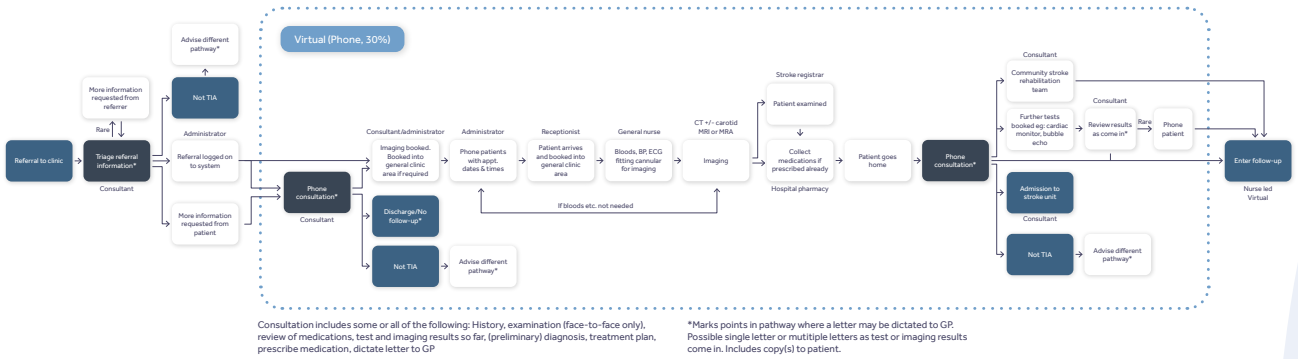 Virtual (Phone, 30%)
Advise different
pathway*
More information
requested from
referrer
Not TIA
Rare
Referral to clinic
Triage referral
information*
Consultant
Administrator
Referral logged on
to system
More information
requested from
patient
Phone
consultation*
Consultant
Consultant/administrator
Imaging booked.
Booked into
general clinic
area if required
Discharge/No
follow-up*
Not TIA
Advise different
pathway*
Administrator
Phone patients
with appt.
dates & times
Receptionist
Patient arrives
and booked into
general clinic
area
General nurse
Bloods, BP, ECG
fitting cannular
for imaging
CT +/- carotid
MRI or MRA
Imaging
If bloods etc. not needed
Stroke registrar
Patient examined
Collect
medications if
prescribed already
Hospital pharmacy
Patient goes
home
Phone
consultation*
Consultant
Community stroke
rehabilitation
team
Further tests
booked eg: cardiac
monitor, bubble
echo
Consultant
Review results
as come in*
Rare
Phone
patient
Admission to
stroke unit
Consultant
Not TIA
Advise different
pathway*
Enter follow-up
Nurse led
Virtual
Consultation includes some or all of the following: History, examination (face-to-face only),
review of medications, test and imaging results so far, (preliminary) diagnosis, treatment plan,
prescribe medication, dictate letter to GP
*Marks points in pathway where a letter may be dictated to GP.
Possible single letter or mutitiple letters as test or imaging results
come in. Includes copy(s) to patient.